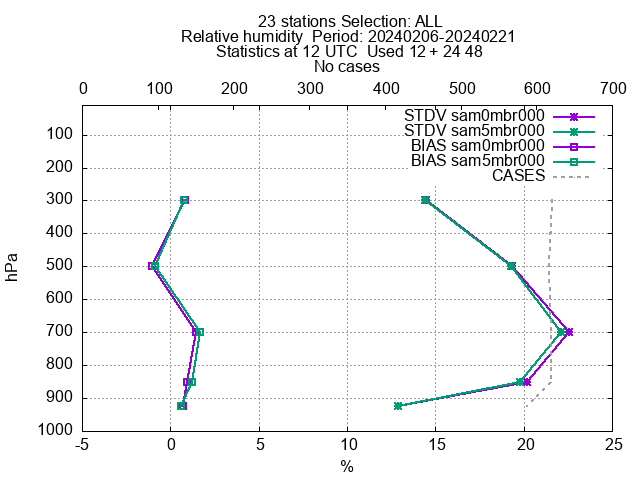 23 stations Selection: ALL
Relative humidity  Period: 20240206-20240221
Statistics at 12 UTC  Used 12 + 24 48
No cases
0 100 200 300 400 500 600 700
STDV sam0mbr000
STDV sam5mbr000
BIAS sam0mbr000
BIAS sam5mbr000
CASES
100
200
300
400
500
600
700
800
900
1000
hPa
-5 0 5 10 15 20 25
%